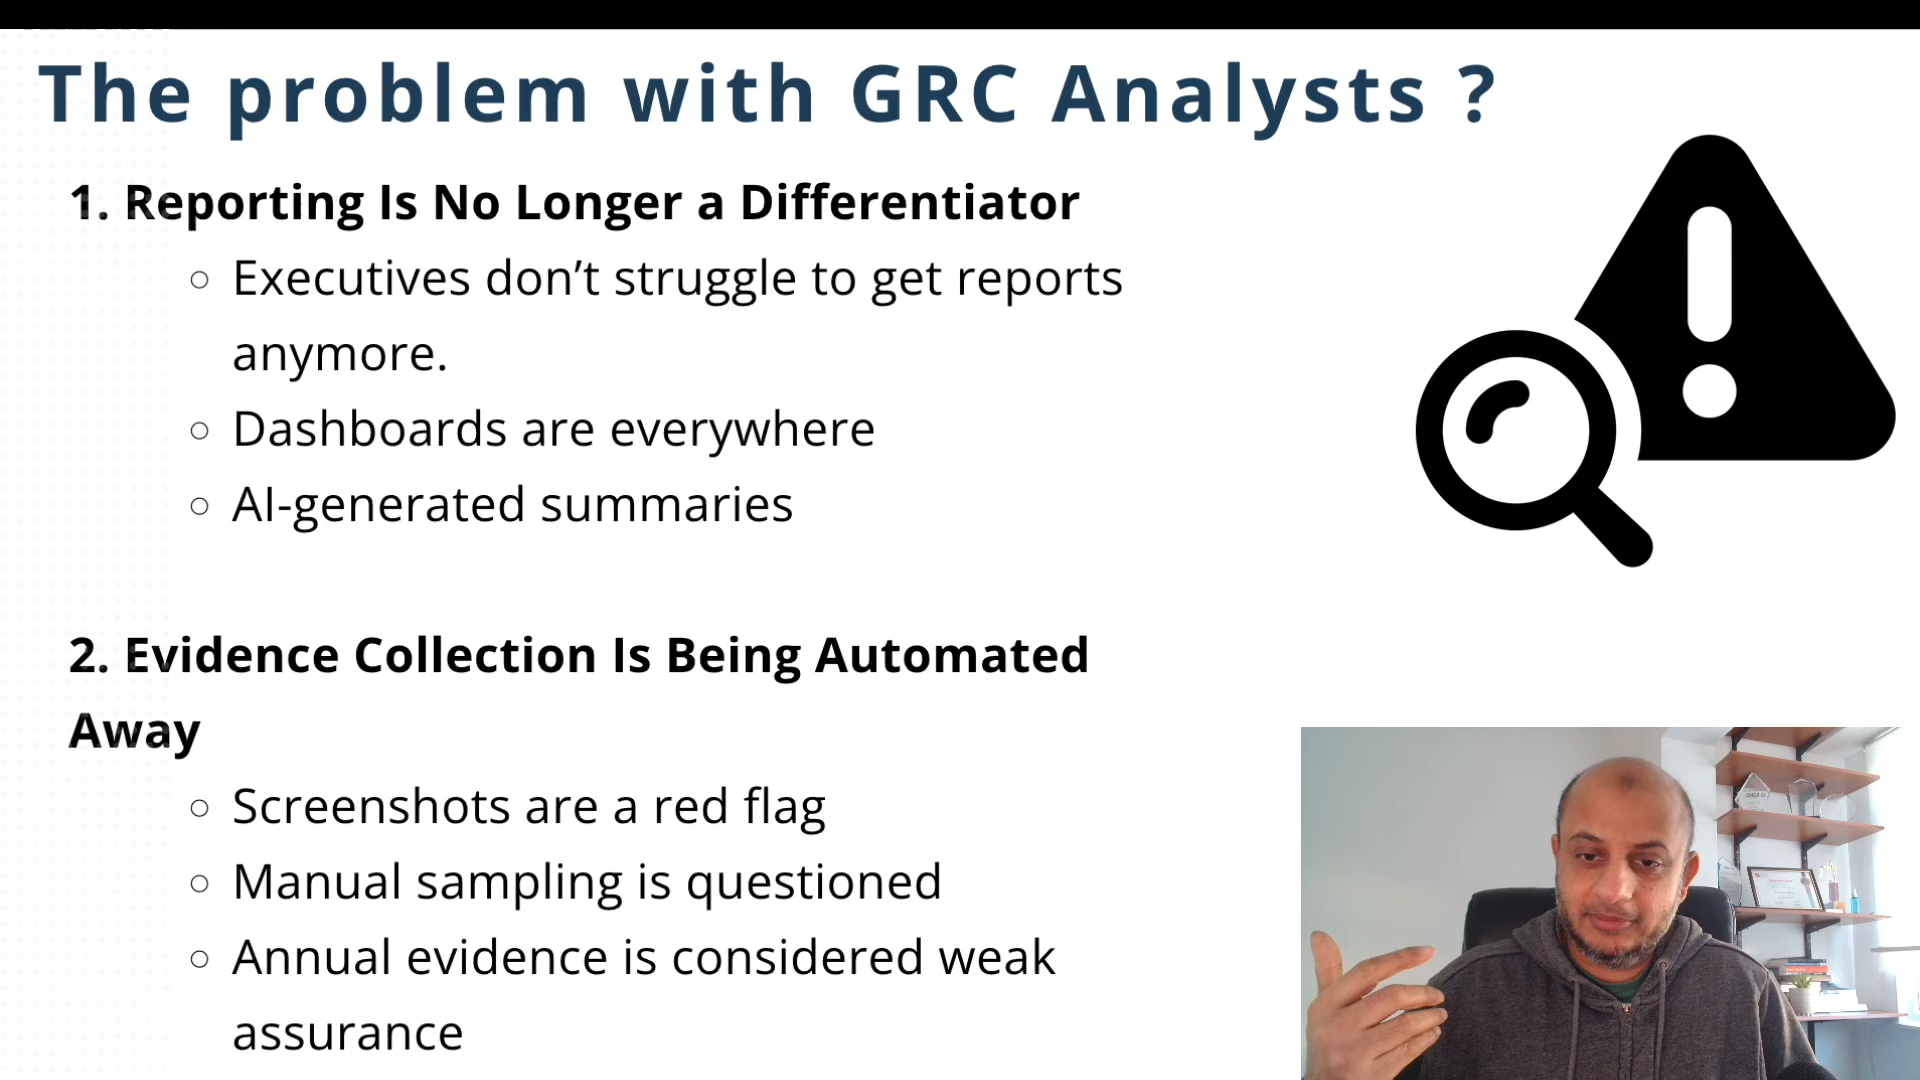 The problem with GRC Analysts ?
1. Reporting Is No Longer a Differentiator
○ Executives don’t struggle to get reports
anymore.
○ Dashboards are everywhere
○ AI-generated summaries
2. Evidence Collection Is Being Automated
Away
○ Screenshots are a red flag
○ Manual sampling is questioned
○ Annual evidence is considered weak
assurance